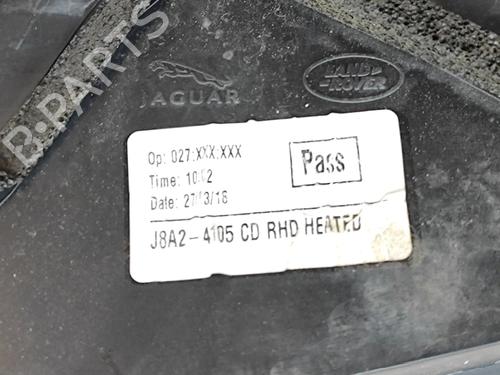 B-PARTS
JAGUAR
LAND-
-ROVER
Op: 027:XXX:XXX
Pass
Time: 10:02
Date: 27/03/18
J8A2-4105 CD RHD HEATED